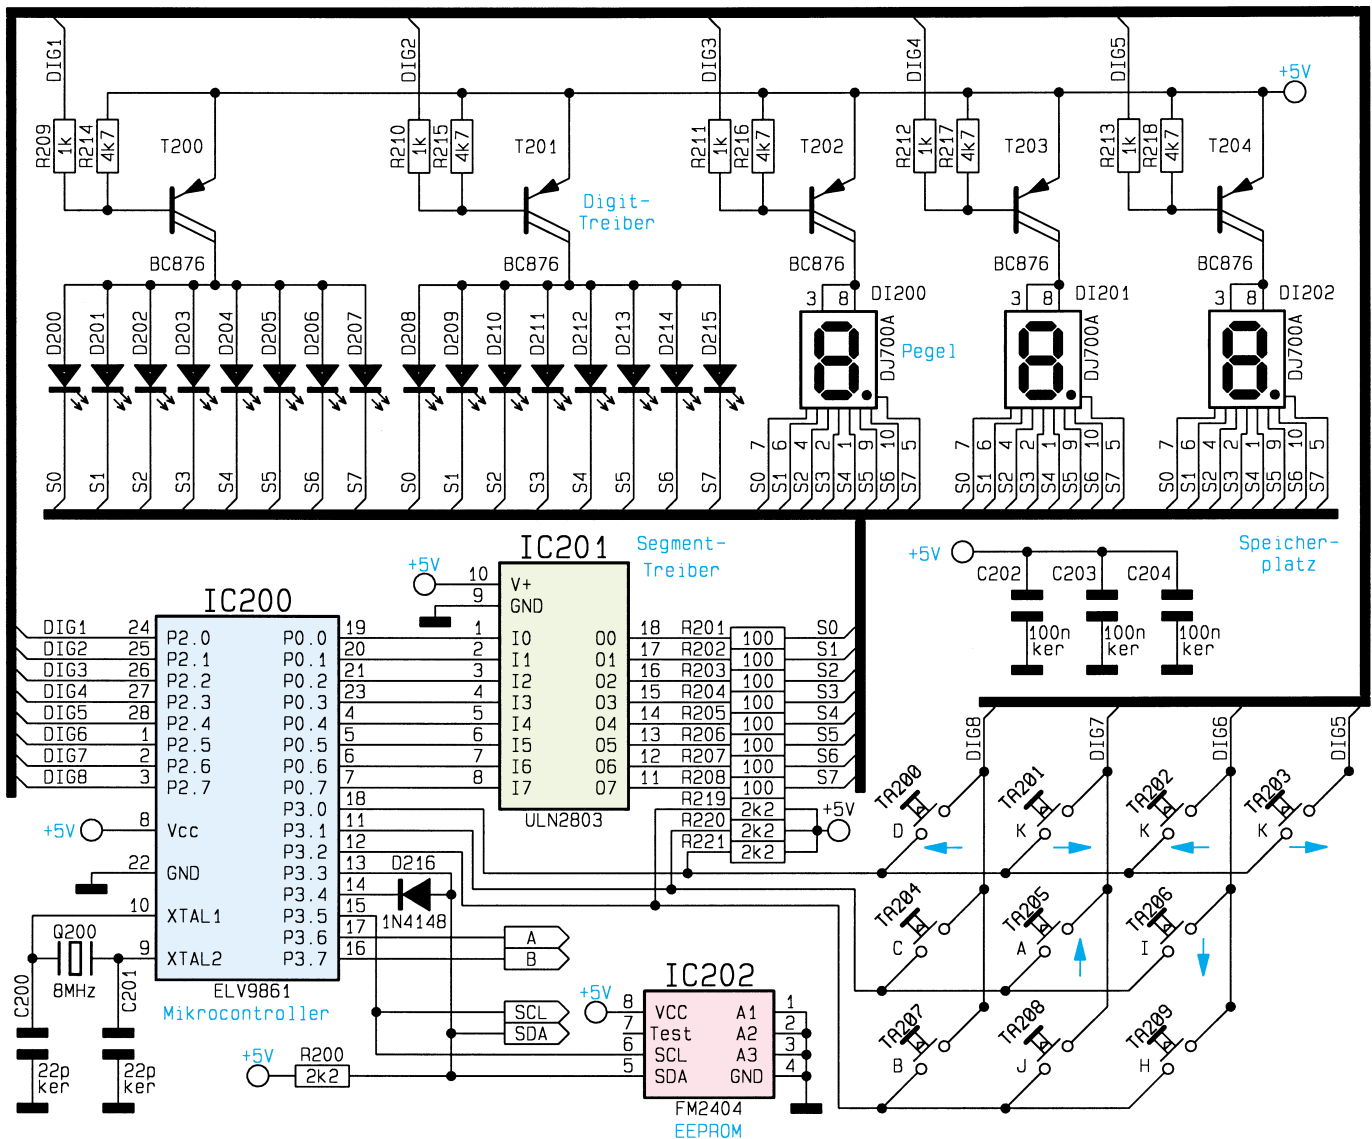 DIG1
DIG2
DIG3
DIG4
DIG5
+5V
R209
1k
R214
4k7
T200
R210
1k
R215
4k7
T201
R211
1k
R216
4k7
T202
R212
1k
R217
4k7
T203
R213
1k
R218
4k7
T204
Digit-
Treiber
BC876
BC876
BC876
BC876
BC876
3 8 DI200
3 8 DI201
3 8 DI202
D200
D201
D202
D203
D204
D205
D206
D207
D208
D209
D210
D211
D212
D213
D214
D215
DJ700A
Pegel
DJ700A
DJ700A
7 6 4 2 1 9 10 5
7 6 4 2 1 9 10 5
7 6 4 2 1 9 10 5
S0 S1 S2 S3 S4 S5 S6 S7
S0 S1 S2 S3 S4 S5 S6 S7
S0 S1 S2 S3 S4 S5 S6 S7
S0 S1 S2 S3 S4 S5 S6 S7
S0 S1 S2 S3 S4 S5 S6 S7
Speicher-
platz
IC201
Segment-
Treiber
+5V
10 V+
9 GND
IC200
DIG1 24 P2.0 P0.0 19 1 I0 O0 18 R201 100 S0
DIG2 25 P2.1 P0.1 20 2 I1 O1 17 R202 100 S1
DIG3 26 P2.2 P0.2 21 3 I2 O2 16 R203 100 S2
DIG4 27 P2.3 P0.3 23 4 I3 O3 15 R204 100 S3
DIG5 28 P2.4 P0.4 4 5 I4 O4 14 R205 100 S4
DIG6 1 P2.5 P0.5 5 6 I5 O5 13 R206 100 S5
DIG7 2 P2.6 P0.6 6 7 I6 O6 12 R207 100 S6
DIG8 3 P2.7 P0.7 7 8 I7 O7 11 R208 100 S7
P3.0 18
ULN2803
R219 2k2
R220 2k2
R221 2k2
+5V
+5V 8 Vcc P3.1 11
P3.2 12
22 GND P3.3 13
P3.4 14
D216
1N4148
10 XTAL1 P3.5 15
P3.6 17 A
9 XTAL2 P3.7 16 B
Q200
8MHz
C200
C201
22p
ker
22p
ker
ELV9861
Mikrocontroller
SCL
SDA
+5V
R200
2k2
IC202
+5V
8 VCC A1 1
7 Test A2 2
6 SCL A3 3
5 SDA GND 4
FM2404
EEPROM
+5V
C202
C203
C204
100n
ker
100n
ker
100n
ker
DIG8
DIG7
DIG6
DIG5
TA200
D
TA201
K
TA202
K
TA203
K
TA204
C
TA205
A
TA206
I
TA207
B
TA208
J
TA209
H